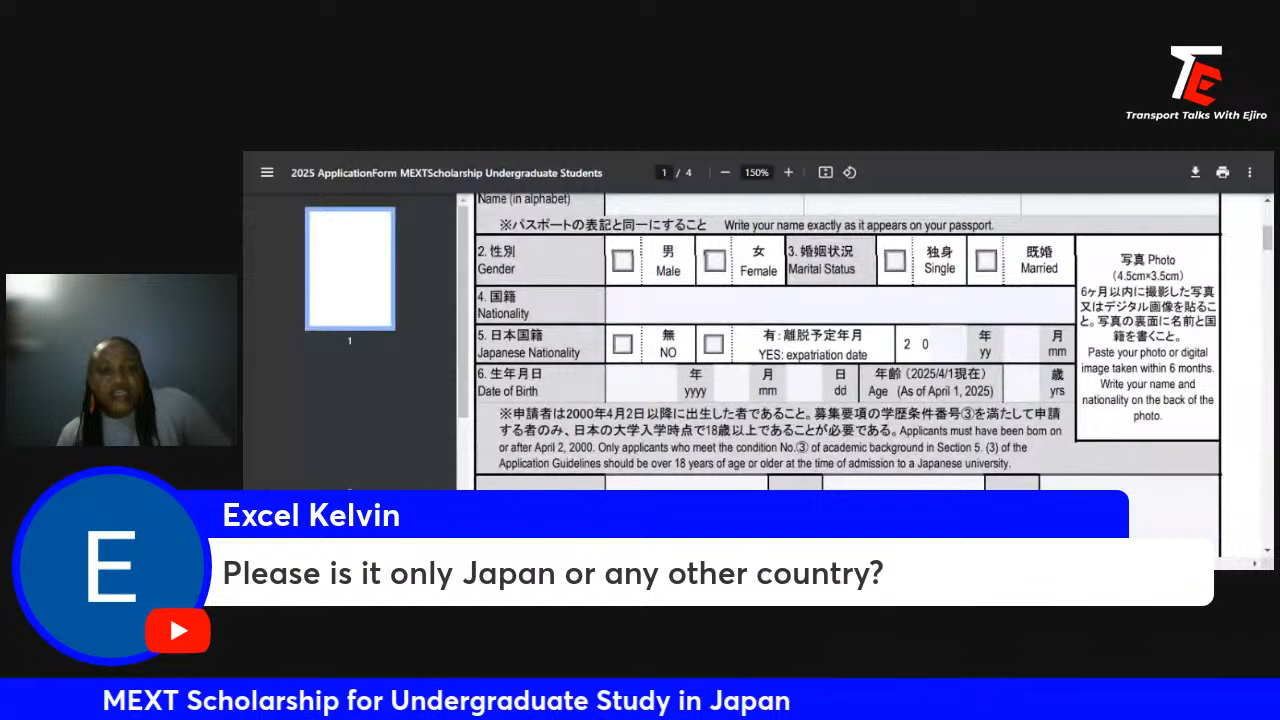 TE
Transport Talks With Ejiro
2025 ApplicationForm MEXTScholarship Undergraduate Students
1 / 4
150%
1
Name (in alphabet)
※パスポートの表記と同一にすること Write your name exactly as it appears on your passport.
2. 性別
Gender
男
Male
女
Female
3. 婚姻状況
Marital Status
独身
Single
既婚
Married
4. 国籍
Nationality
5. 日本国籍
Japanese Nationality
無
NO
有: 離脱予定年月
YES: expatriation date
2 0
年
yy
月
mm
6. 生年月日
Date of Birth
年
yyyy
月
mm
日
dd
年齢 (2025/4/1現在)
Age (As of April 1, 2025)
歳
yrs
※申請者は2000年4月2日以降に出生した者であること。募集要項の学歴条件番号③を満たして申請
する者のみ、日本の大学入学時点で18歳以上であることが必要である。Applicants must have been born on
or after April 2, 2000. Only applicants who meet the condition No.③ of academic background in Section 5. (3) of the
Application Guidelines should be over 18 years of age or older at the time of admission to a Japanese university.
写真 Photo
(4.5cm×3.5cm)
6ヶ月以内に撮影した写真
又はデジタル画像を貼るこ
と。写真の裏面に名前と国
籍を書くこと。
Paste your photo or digital
image taken within 6 months.
Write your name and
nationality on the back of the
photo.
E
Excel Kelvin
Please is it only Japan or any other country?
MEXT Scholarship for Undergraduate Study in Japan